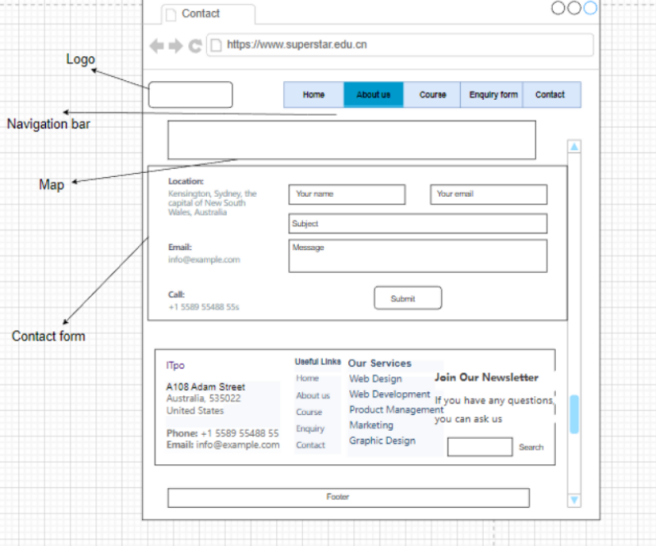 Contact
https://www.superstar.edu.cn
Logo
Home About us Course Enquiry form Contact
Navigation bar
Map
Location:
Kensington, Sydney, the
capital of New South
Wales, Australia
Your name Your email
Subject
Email:
info@example.com
Message
Call:
+1 5589 55488 55s
Submit
Contact form
ITpo
A108 Adam Street
Australia, 535022
United States
Phone: +1 5589 55488 55
Email: info@example.com
Useful Links
Home
About us
Course
Enquiry
Contact
Our Services
Web Design
Web Development
Product Management
Marketing
Graphic Design
Join Our Newsletter
If you have any questions,
you can ask us
Search
Footer